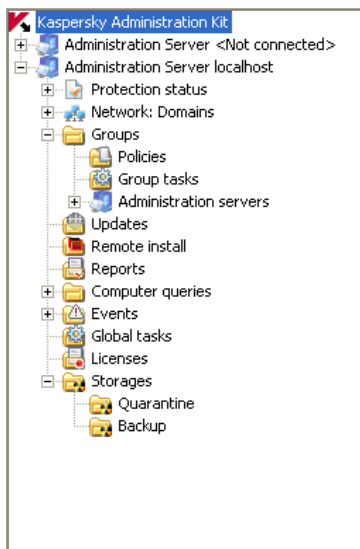 Kaspersky Administration Kit
Administration Server <Not connected>
Administration Server localhost
Protection status
Network: Domains
Groups
Policies
Group tasks
Administration servers
Updates
Remote install
Reports
Computer queries
Events
Global tasks
Licenses
Storages
Quarantine
Backup